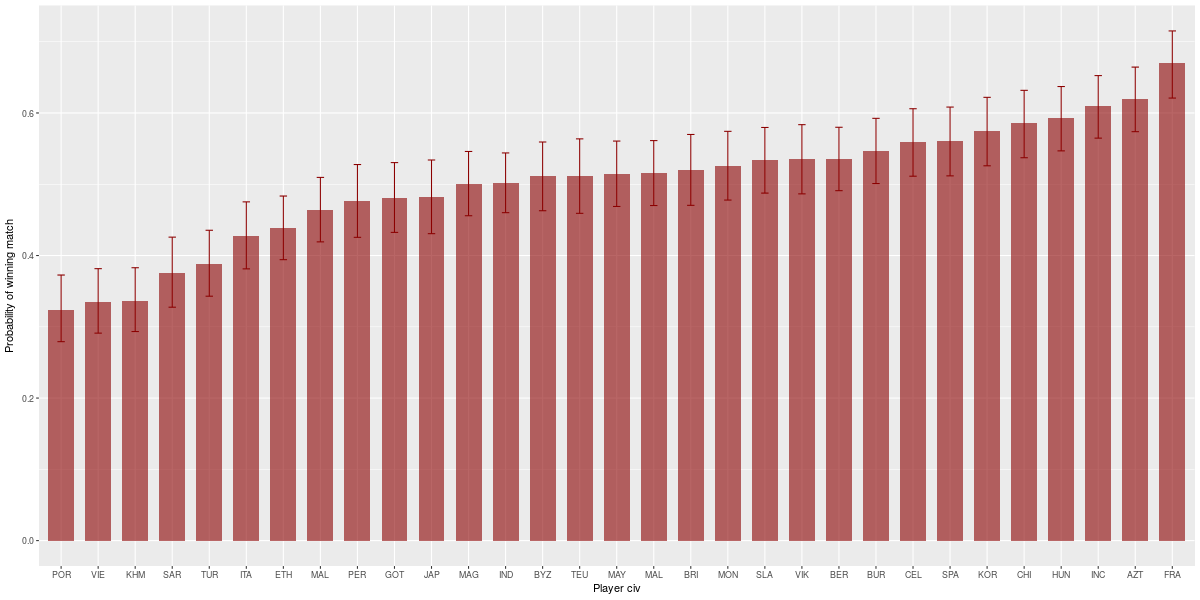 Probability of winning match
0.6
0.4
0.2
0.0
POR VIE KHM SAR TUR ITA ETH MAL PER GOT JAP MAG IND BYZ TEU MAY MAL BRI MON SLA VIK BER BUR CEL SPA KOR CHI HUN INC AZT FRA
Player civ